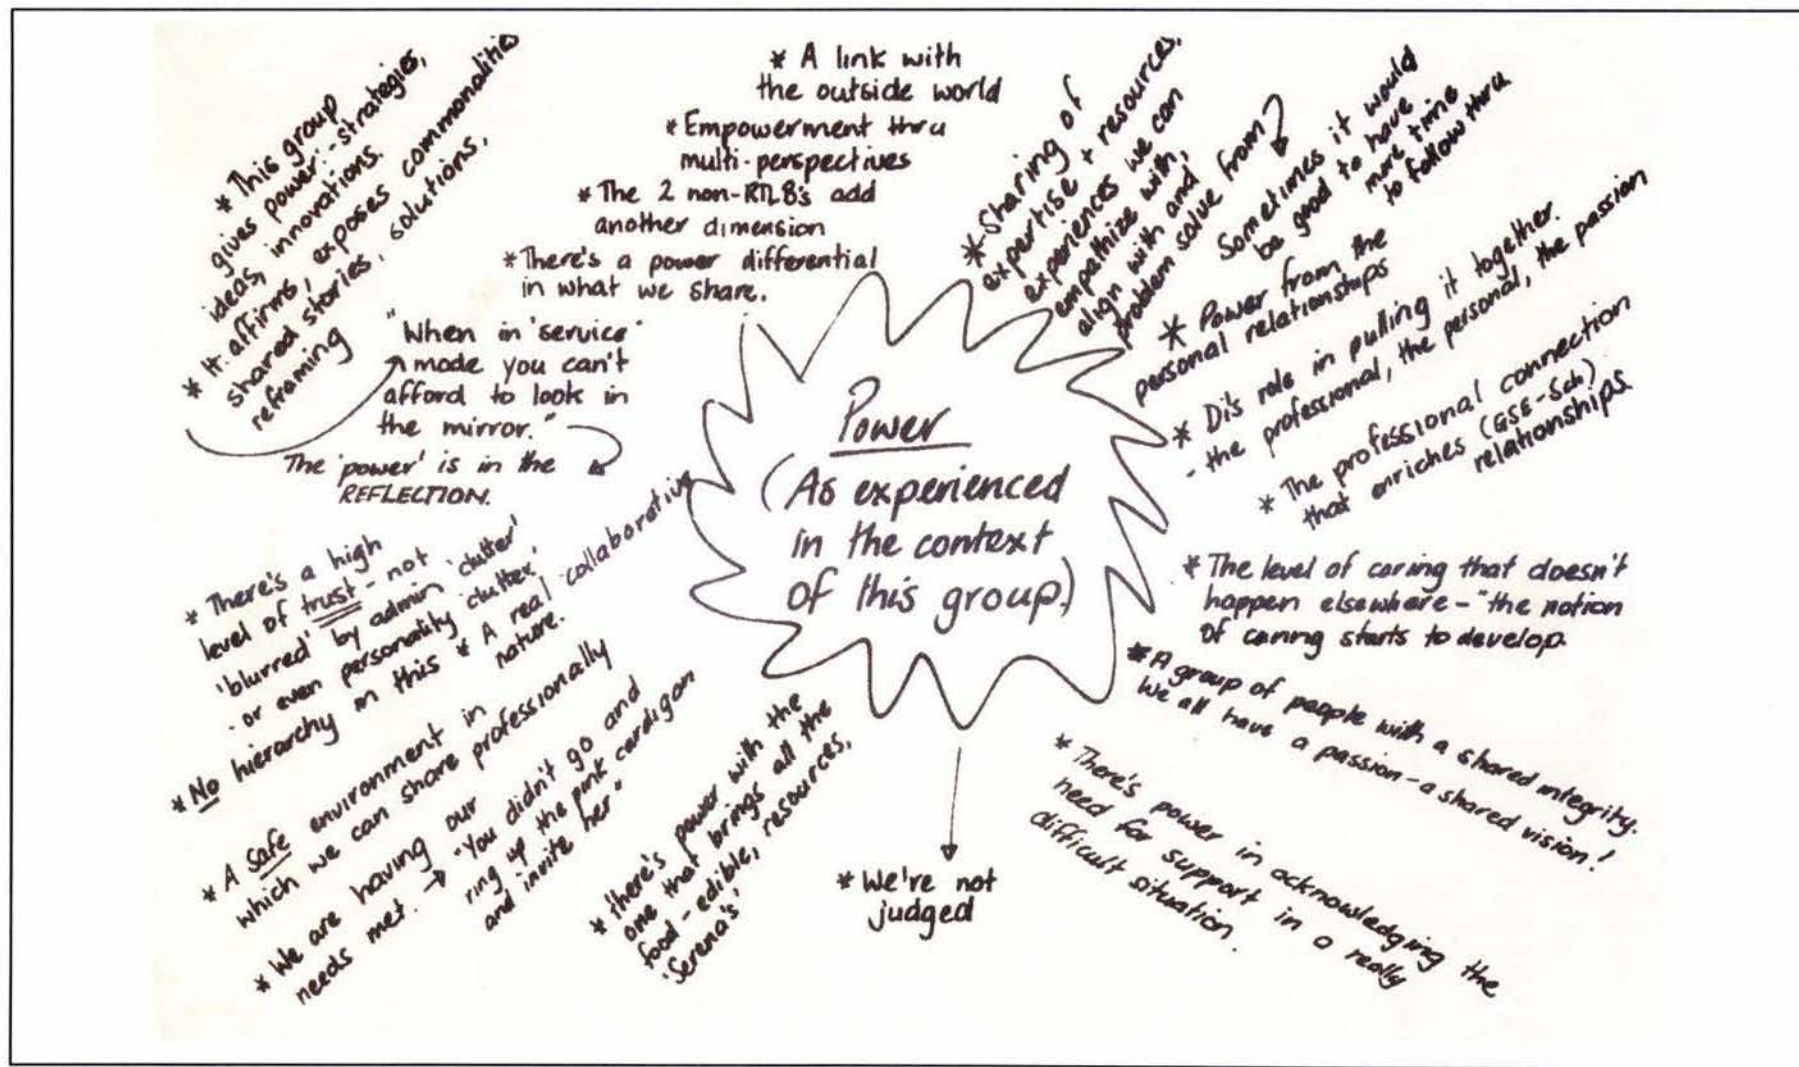 * This group
gives power:- strategies,
ideas, innovations.
* It affirms, exposes commonalities
shared stories, solutions,
reframing
"When in 'service'
mode you can't
afford to look in
the mirror."
The 'power' is in the
REFLECTION.
* A link with
the outside world
* Empowerment thru
multi-perspectives
* The 2 non-RTLB's add
another dimension
* There's a power differential
in what we share.
* Sharing of
expertise + resources,
experiences we can
empathize with,
align with and
problem solve from
Sometimes it would
be good to have
more time
to follow thru
* Power from the
personal relationships
* Di's role in pulling it together.
- the professional, the personal, the passion
* The professional connection
that enriches (GSE-Sch)
relationships.
Power
(As experienced
in the context
of this group.)
* The level of caring that doesn't
happen elsewhere - "the notion
of caring starts to develop.
* A group of people with a shared integrity.
We all have a passion - a shared vision!
* There's power in acknowledging the
need for support in a really
difficult situation.
* We're not
judged
* There's power with the
one that brings all the
food - edible, resources,
'Serena's'
* There's a high
level of trust - not
'blurred' by admin 'clutter'
- or even personality 'clutter.'
* No hierarchy in this
* A real collaborative
nature.
* A Safe environment in
which we can share professionally
* We are having our
needs met. → "You didn't go and
ring up the pink cardigan
and invite her"